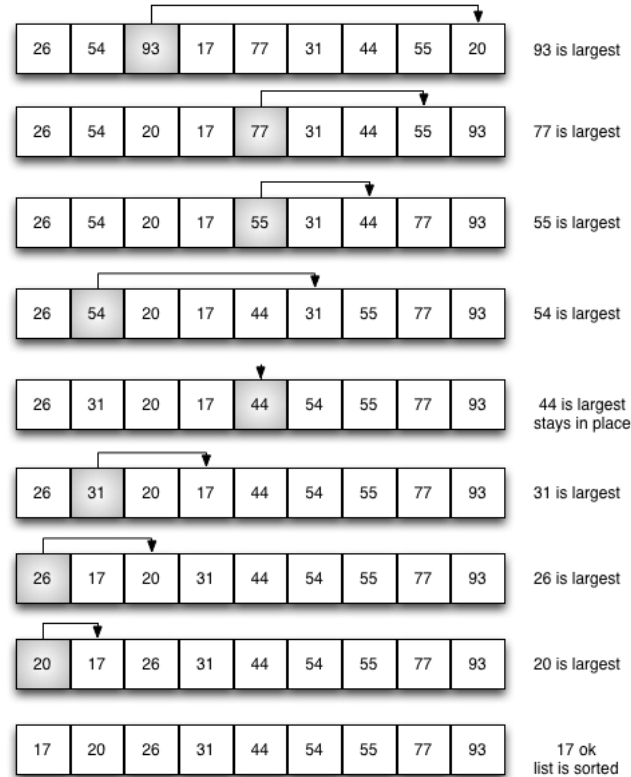 26 54 93 17 77 31 44 55 20 93 is largest
26 54 20 17 77 31 44 55 93 77 is largest
26 54 20 17 55 31 44 77 93 55 is largest
26 54 20 17 44 31 55 77 93 54 is largest
26 31 20 17 44 54 55 77 93 44 is largest
stays in place
26 31 20 17 44 54 55 77 93 31 is largest
26 17 20 31 44 54 55 77 93 26 is largest
20 17 26 31 44 54 55 77 93 20 is largest
17 20 26 31 44 54 55 77 93 17 ok
list is sorted